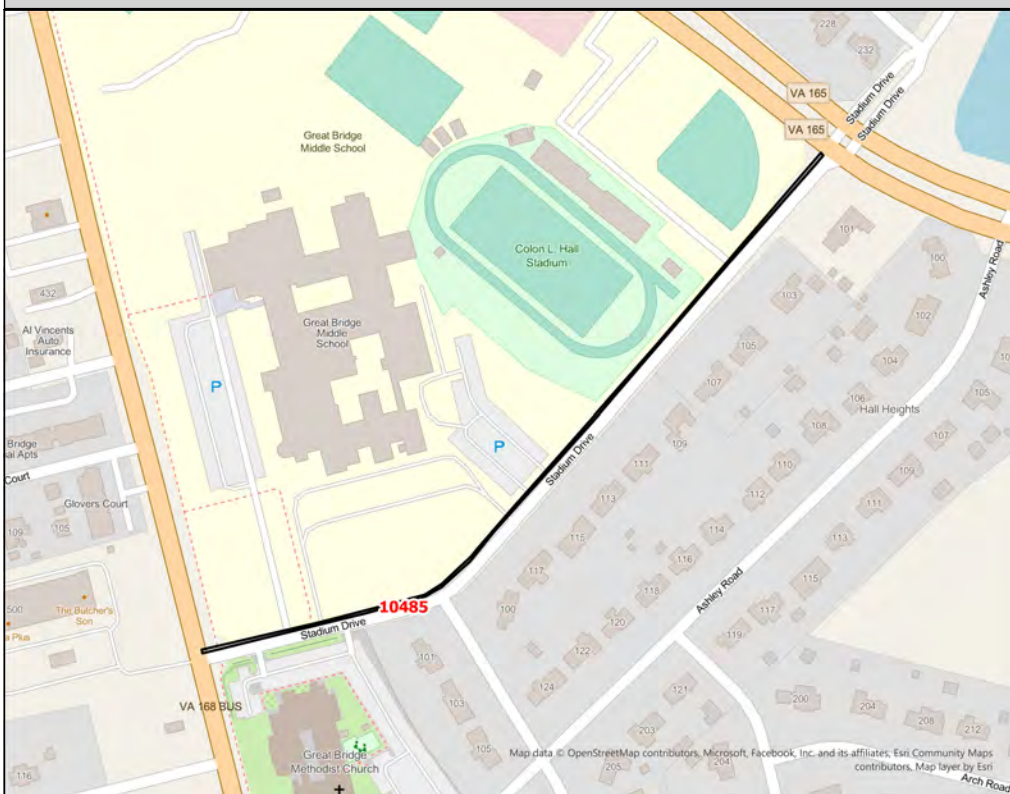 228
232
VA 165
VA 165
Stadium Drive
Stadium Drive
Great Bridge
Middle School
Colon L. Hall
Stadium
101
100
Ashley Road
102
103
105
104
105
107
106
Hall Heights
108
109
107
432
Al Vincents
Auto
Insurance
Great Bridge
Middle
School
P
P
Bridge
al Apts
Court
Glovers Court
109
105
Stadium Drive
111
110
109
113
112
111
115
114
113
117
116
115
118
117
100
120
119
122
124
Ashley Road
500
The Butcher's
Son
a Plus
10485
Stadium Drive
101
103
105
121
203
205
204
200
204
208
212
VA 168 BUS
Great Bridge
Methodist Church
116
Map data © OpenStreetMap contributors, Microsoft, Facebook, Inc. and its affiliates, Esri Community Maps
contributors, Map layer by Esri
Arch Road